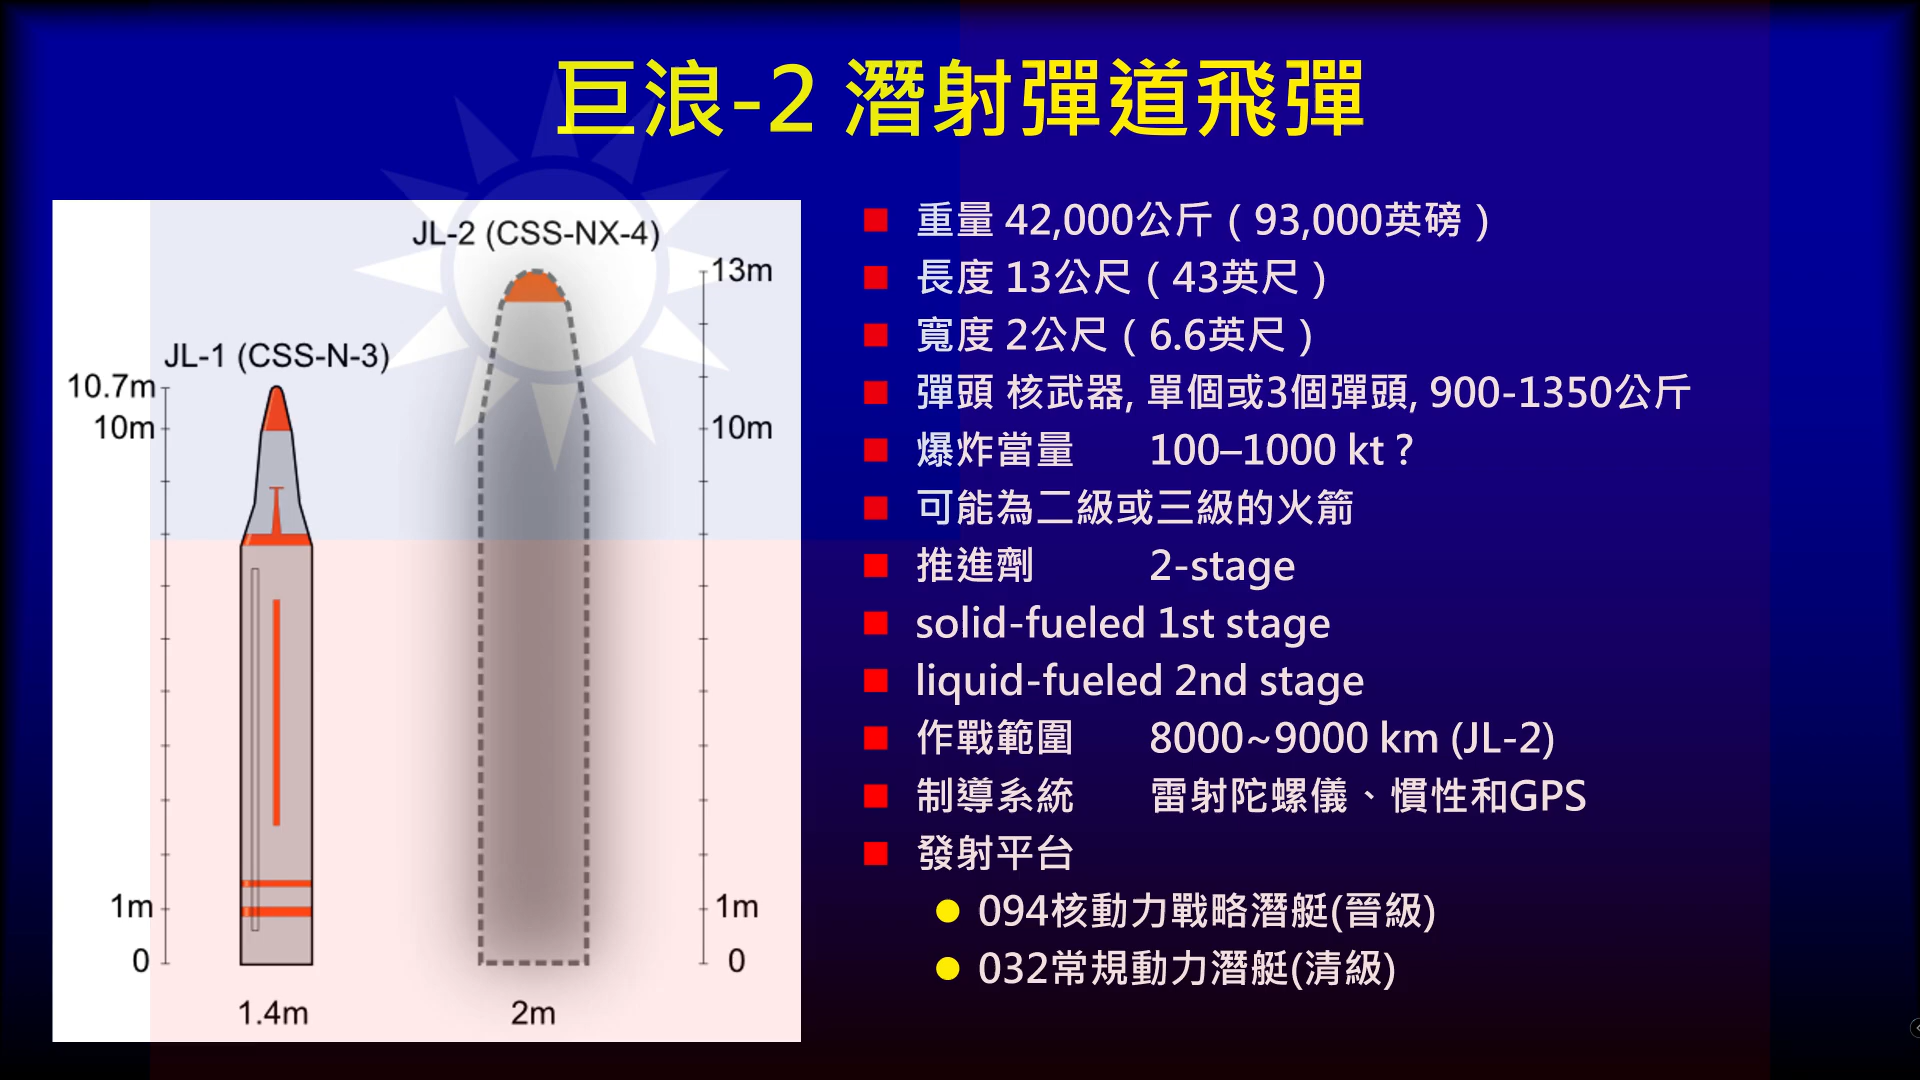 巨浪-2 潛射彈道飛彈
JL-2 (CSS-NX-4)
13m
JL-1 (CSS-N-3)
10.7m
10m
10m
1m
1m
0
0
1.4m
2m
重量 42,000公斤（93,000英磅）
長度 13公尺（43英尺）
寬度 2公尺（6.6英尺）
彈頭 核武器, 單個或3個彈頭, 900-1350公斤
爆炸當量 100–1000 kt ?
可能為二級或三級的火箭
推進劑 2-stage
solid-fueled 1st stage
liquid-fueled 2nd stage
作戰範圍 8000~9000 km (JL-2)
制導系統 雷射陀螺儀、慣性和GPS
發射平台
094核動力戰略潛艇(晉級)
032常規動力潛艇(清級)